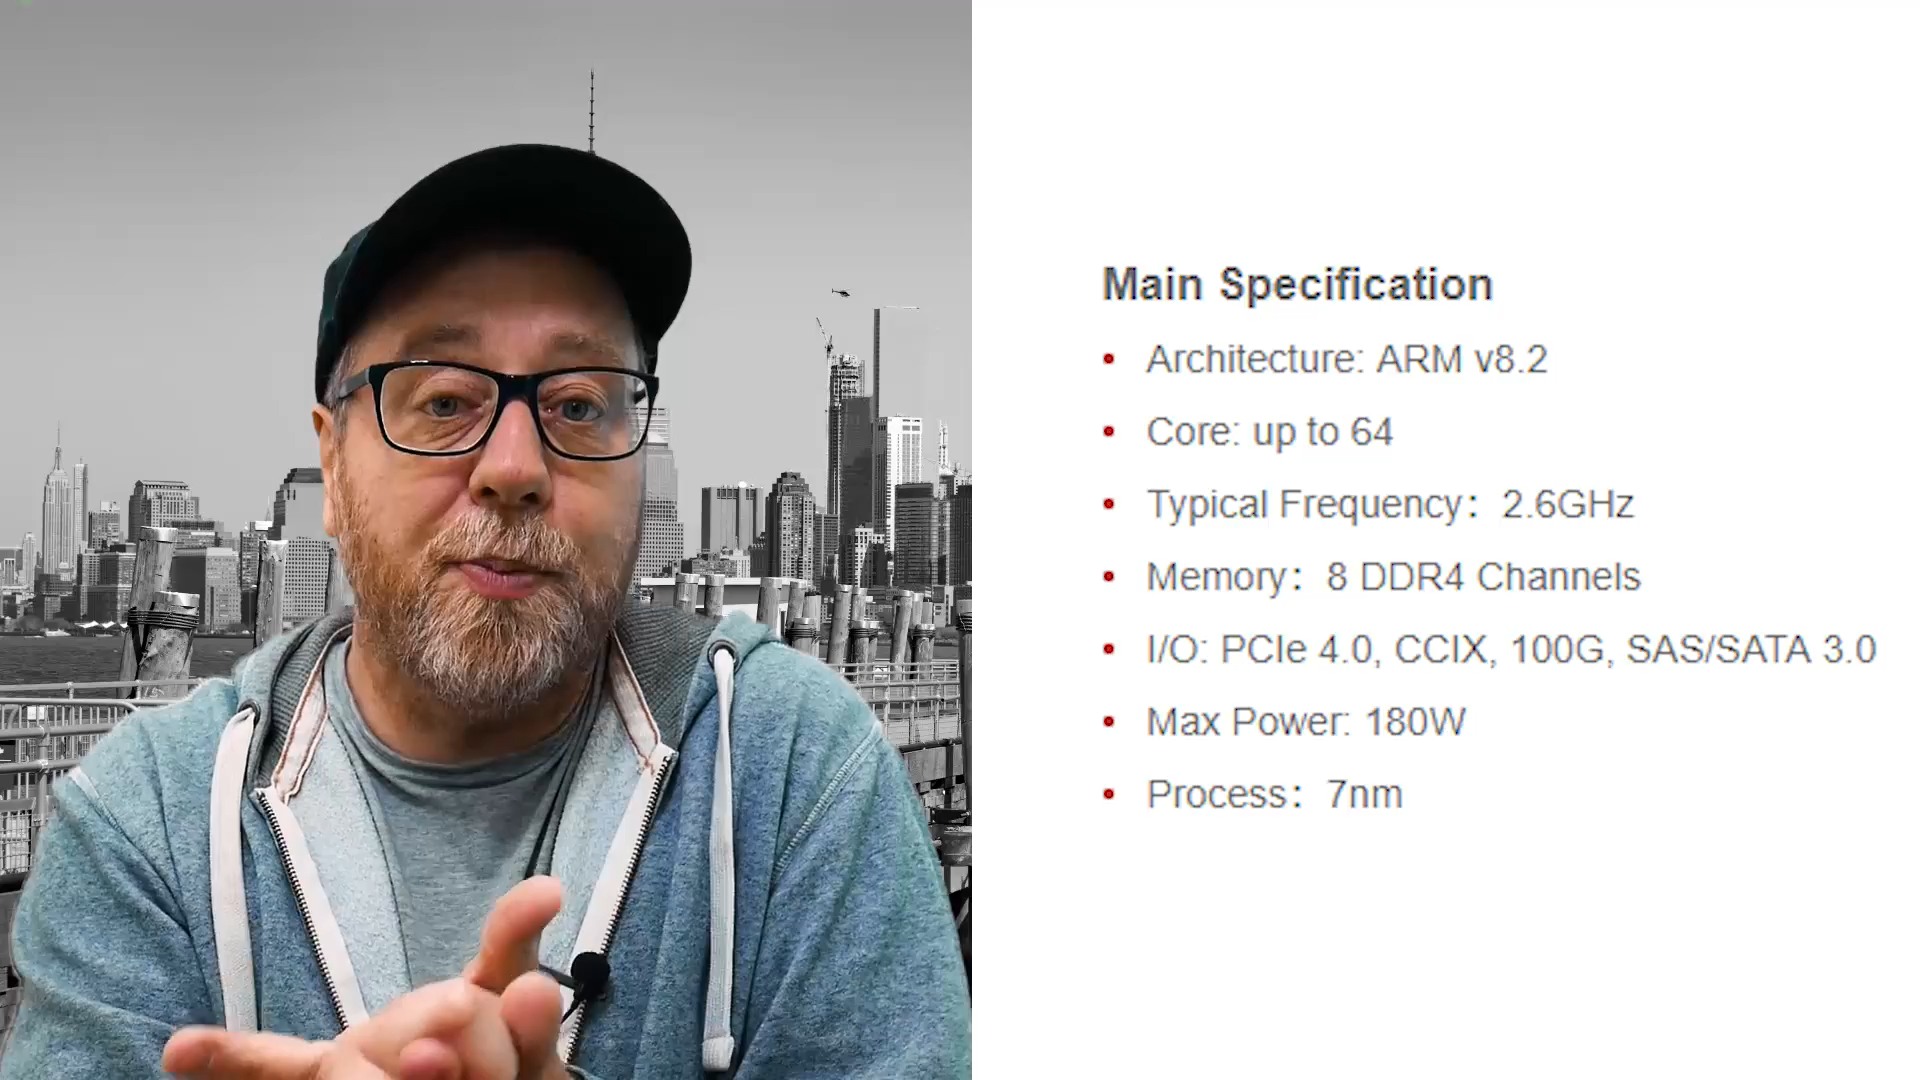 Main Specification
• Architecture: ARM v8.2
• Core: up to 64
• Typical Frequency：2.6GHz
• Memory：8 DDR4 Channels
• I/O: PCIe 4.0, CCIX, 100G, SAS/SATA 3.0
• Max Power: 180W
• Process：7nm